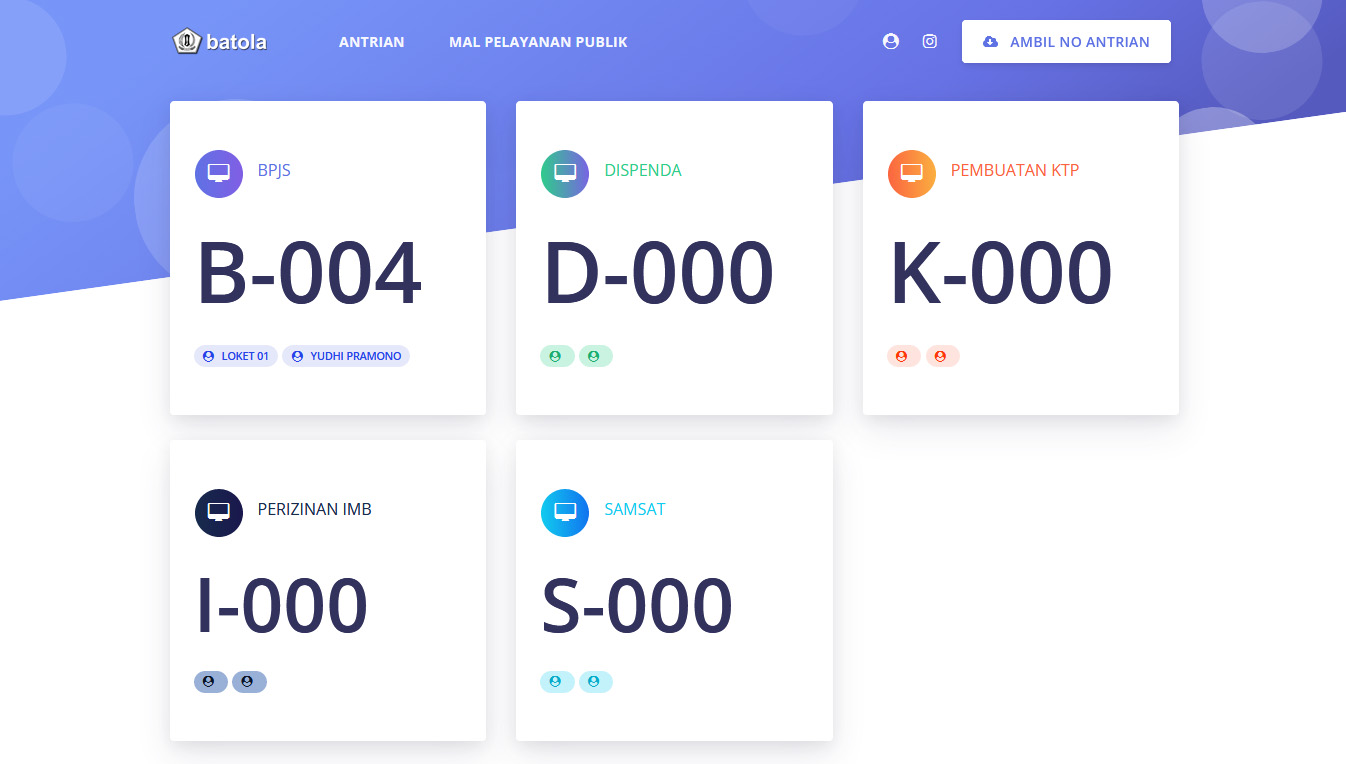 batola
ANTRIAN
MAL PELAYANAN PUBLIK
AMBIL NO ANTRIAN
BPJS
B-004
LOKET 01
YUDHI PRAMONO
DISPENDA
D-000
PEMBUATAN KTP
K-000
PERIZINAN IMB
I-000
SAMSAT
S-000